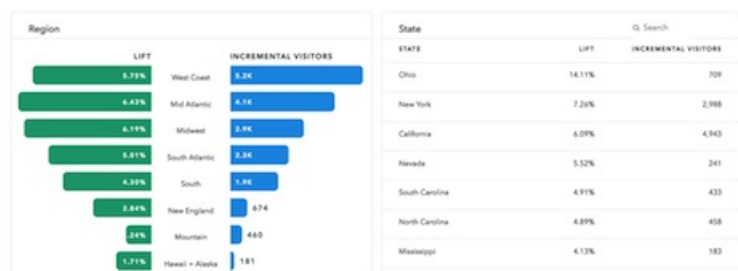 Region
LIFT INCREMENTAL VISITORS
5.75% West Coast 5.2K
6.43% Mid Atlantic 4.1K
6.19% Midwest 2.9K
5.01% South Atlantic 2.3K
4.30% South 1.9K
2.84% New England 674
.24% Mountain 460
1.71% Hawaii + Alaska 181
State Search
STATE LIFT INCREMENTAL VISITORS
Ohio 14.11% 709
New York 7.26% 2,988
California 6.09% 4,943
Nevada 5.52% 241
South Carolina 4.91% 433
North Carolina 4.89% 458
Mississippi 4.13% 183